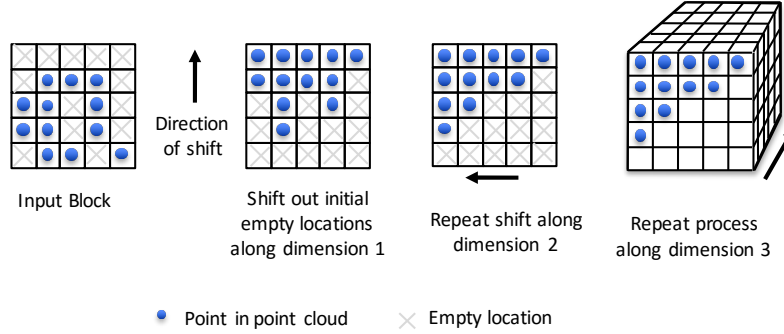 Direction
of shift
Input Block
Shift out initial
empty locations
along dimension 1
Repeat shift along
dimension 2
Repeat process
along dimension 3
Point in point cloud
Empty location